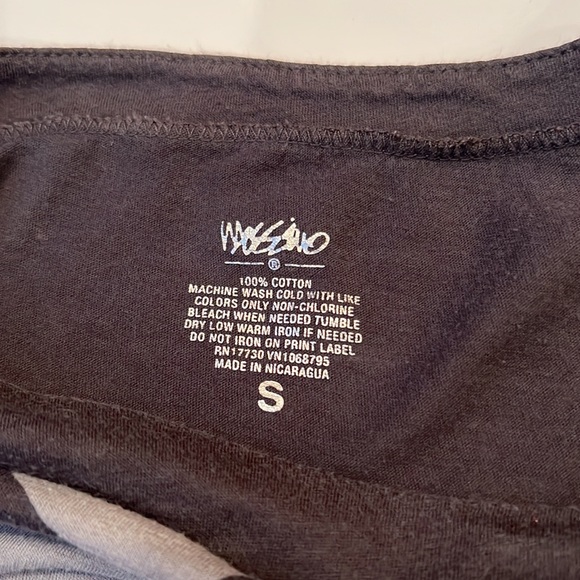 Mossimo
®
100% COTTON
MACHINE WASH COLD WITH LIKE
COLORS ONLY NON-CHLORINE
BLEACH WHEN NEEDED TUMBLE
DRY LOW WARM IRON IF NEEDED
DO NOT IRON ON PRINT LABEL
RN17730 VN1068795
MADE IN NICARAGUA
S